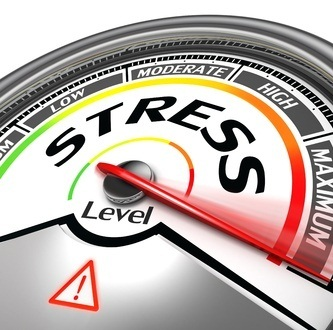 LOW
MODERATE
HIGH
MAXIMUM
STRESS
Level
!